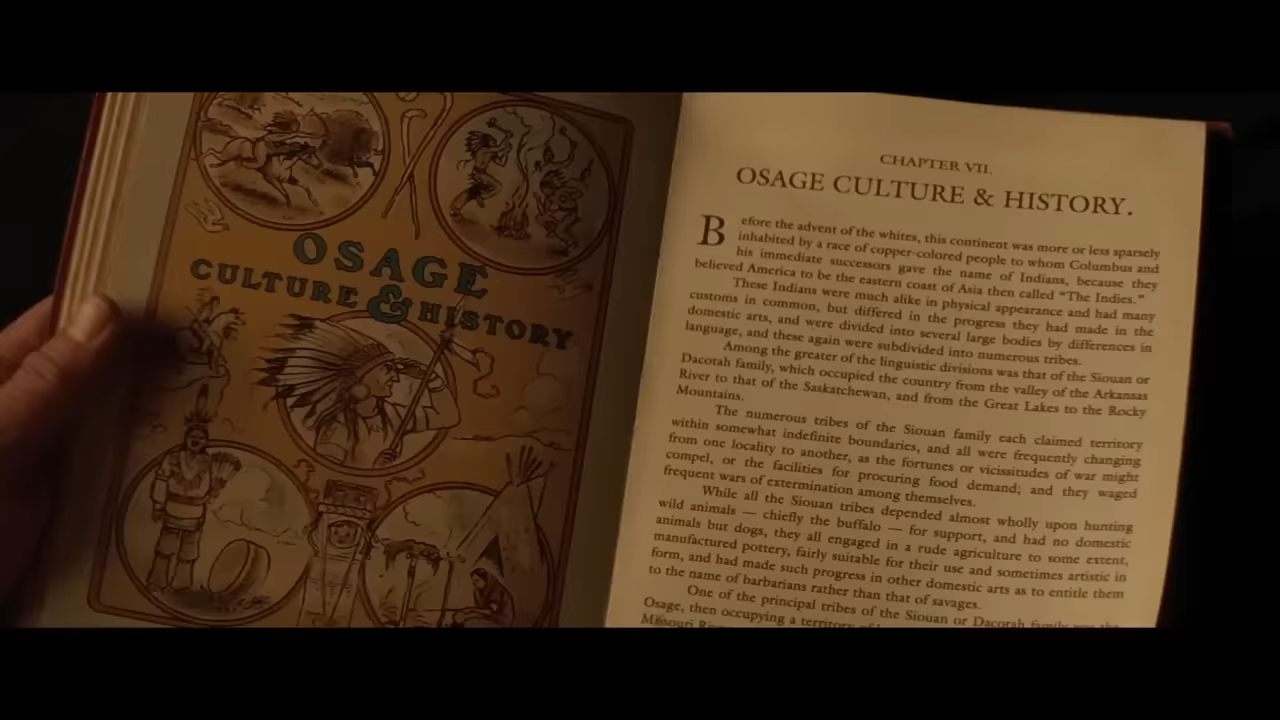 OSAGE
CULTURE & HISTORY
CHAPTER VII.
OSAGE CULTURE & HISTORY.
Before the advent of the whites, this continent was more or less sparsely
inhabited by a race of copper-colored people to whom Columbus and
his immediate successors gave the name of Indians, because they
believed America to be the eastern coast of Asia then called “The Indies.”
These Indians were much alike in physical appearance and had many
customs in common, but differed in the progress they had made in the
domestic arts, and were divided into several large bodies by differences in
language, and these again were subdivided into numerous tribes.
Among the greater of the linguistic divisions was that of the Siouan or
Dacotah family, which occupied the country from the valley of the Arkansas
River to that of the Saskatchewan, and from the Great Lakes to the Rocky
Mountains.
The numerous tribes of the Siouan family each claimed territory
within somewhat indefinite boundaries, and all were frequently changing
from one locality to another, as the fortunes or vicissitudes of war might
compel, or the facilities for procuring food demand; and they waged
frequent wars of extermination among themselves.
While all the Siouan tribes depended almost wholly upon hunting
wild animals — chiefly the buffalo — for support, and had no domestic
animals but dogs, they all engaged in a rude agriculture to some extent,
manufactured pottery, fairly suitable for their use and sometimes artistic in
form, and had made such progress in other domestic arts as to entitle them
to the name of barbarians rather than that of savages.
One of the principal tribes of the Siouan or Dacotah family was the
Osage, then occupying a territory
Missouri